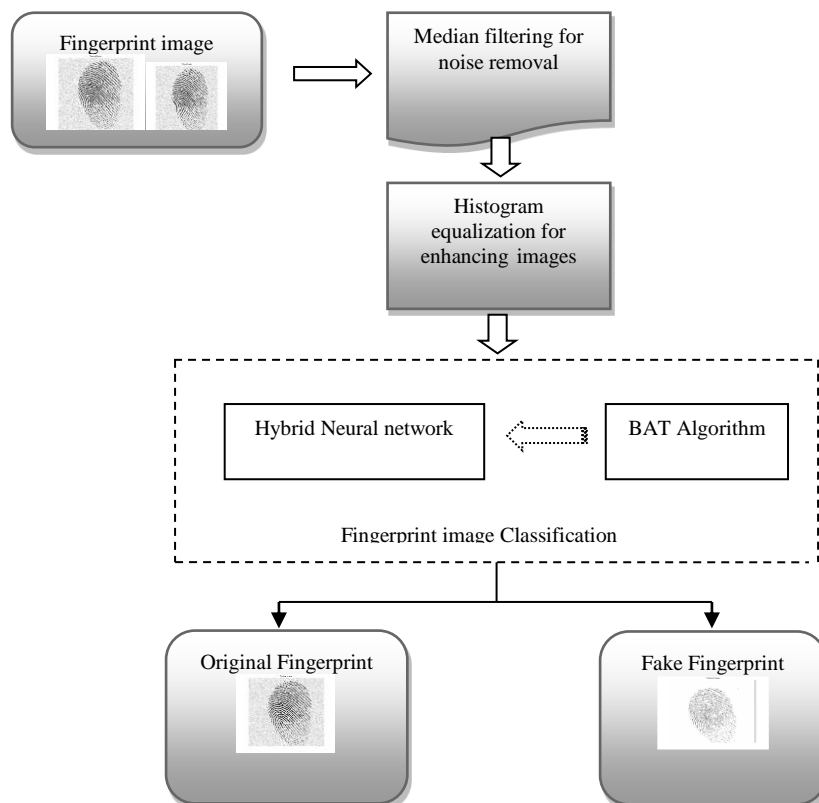 Fingerprint image
Median filtering for
noise removal
Histogram
equalization for
enhancing images
Hybrid Neural network
BAT Algorithm
Fingerprint image Classification
Original Fingerprint
Fake Fingerprint